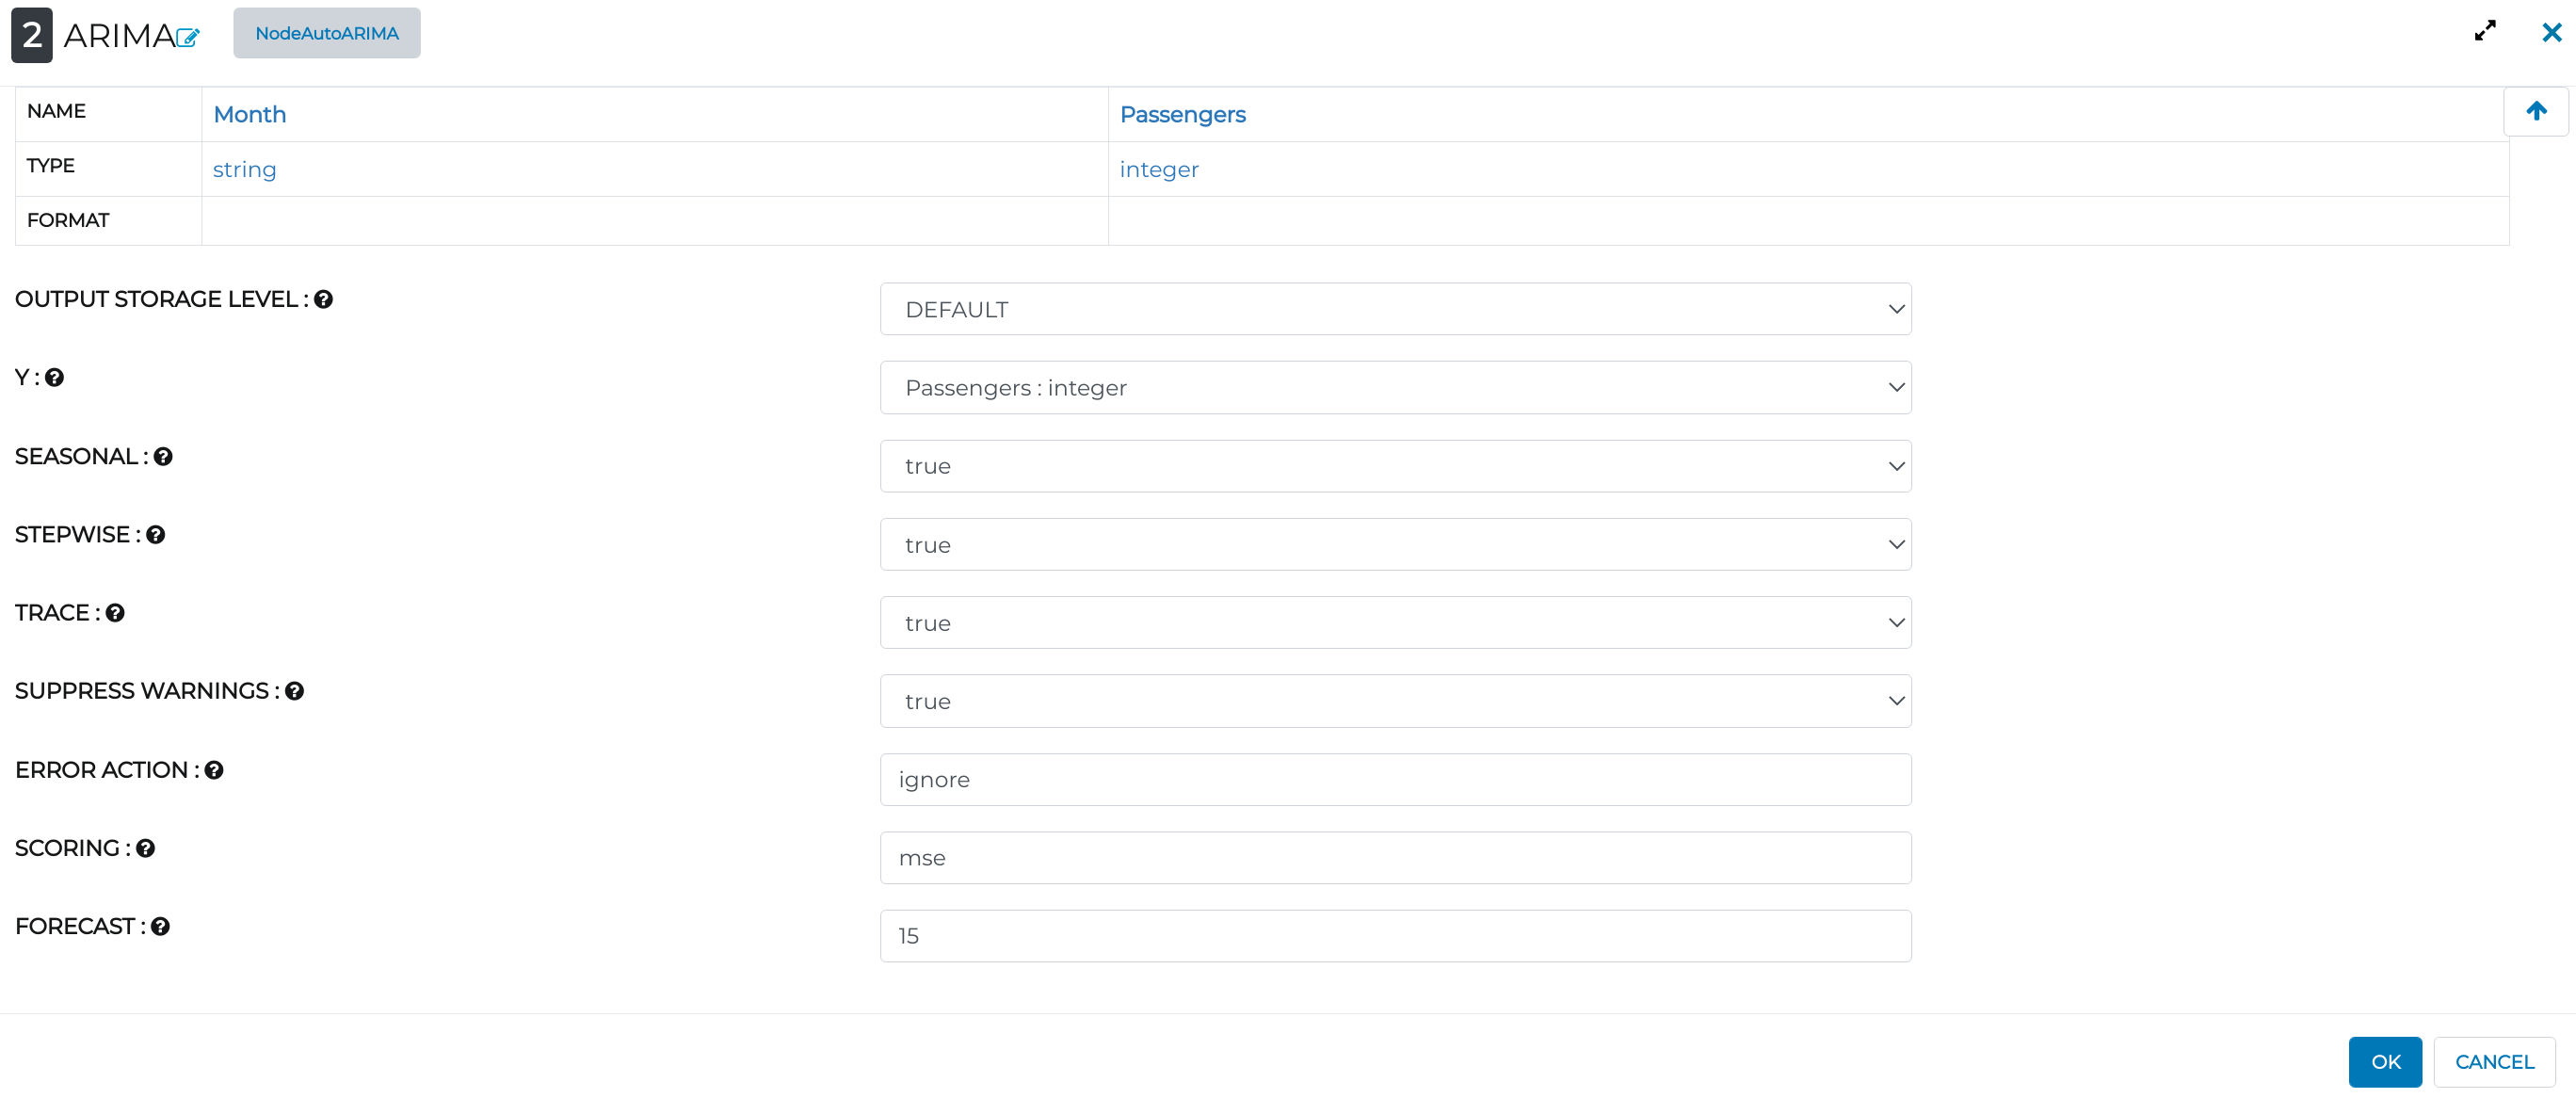 2 ARIMA NodeAutoARIMA
NAME Month Passengers
TYPE string integer
FORMAT
OUTPUT STORAGE LEVEL : DEFAULT
Y : Passengers : integer
SEASONAL : true
STEPWISE : true
TRACE : true
SUPPRESS WARNINGS : true
ERROR ACTION : ignore
SCORING : mse
FORECAST : 15
OK CANCEL